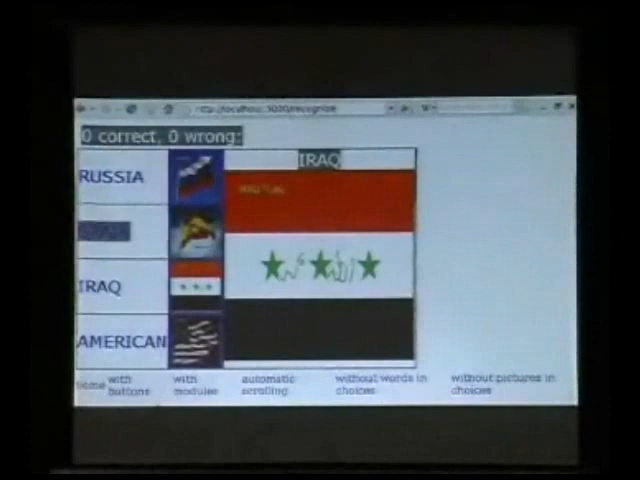 0 correct, 0 wrong:
IRAQ
RUSSIA
IRAQ
AMERICAN
with buttons
with modules
automatic scrolling
without words in choices
without pictures in choices